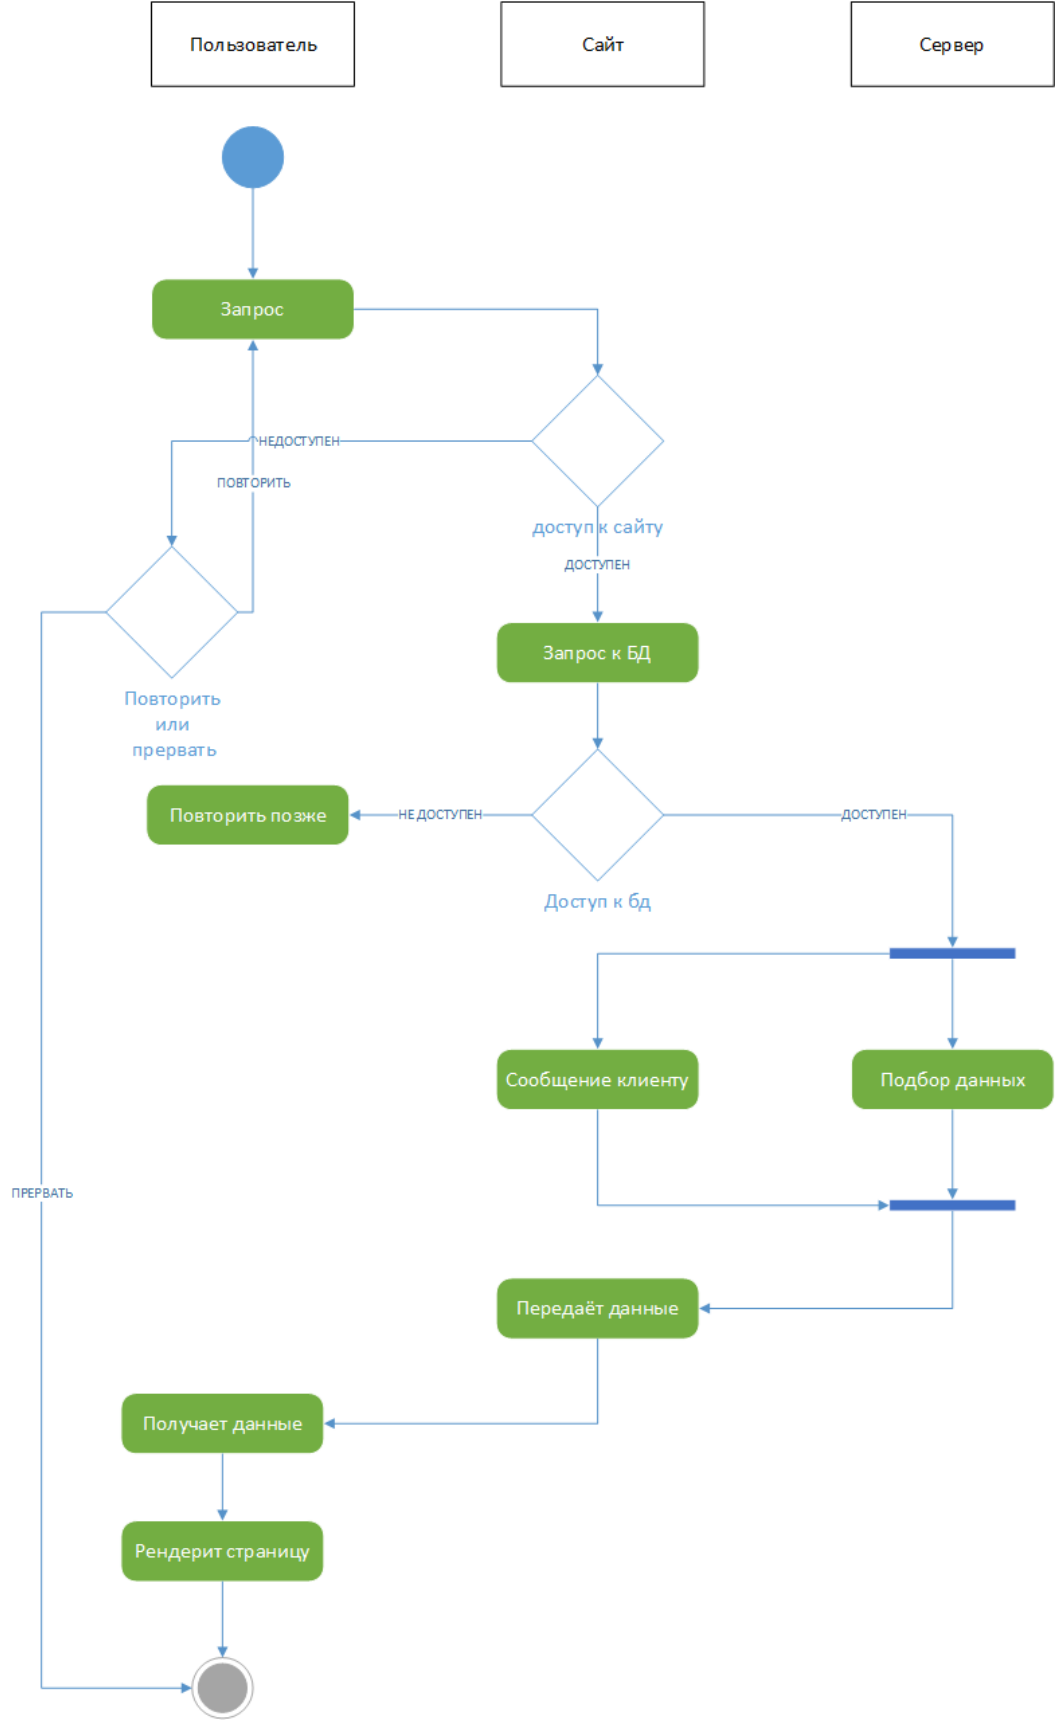 Пользователь
Сайт
Сервер
Запрос
НЕДОСТУПЕН
ПОВТОРИТЬ
доступ к сайту
ДОСТУПЕН
Запрос к БД
Повторить
или
прервать
Повторить позже
НЕ ДОСТУПЕН
ДОСТУПЕН
Доступ к бд
Сообщение клиенту
Подбор данных
ПРЕРВАТЬ
Передаёт данные
Получает данные
Рендерит страницу